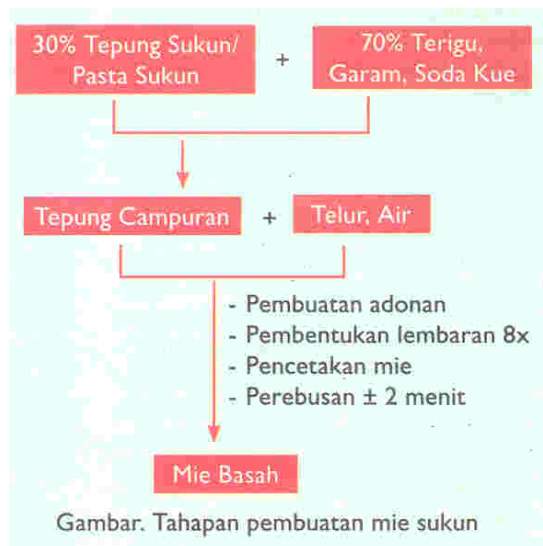 30% Tepung Sukun/
Pasta Sukun
+
70% Terigu,
Garam, Soda Kue
Tepung Campuran
+
Telur, Air
- Pembuatan adonan
- Pembentukan lembaran 8x
- Pencetakan mie
- Perebusan ± 2 menit
Mie Basah
Gambar. Tahapan pembuatan mie sukun